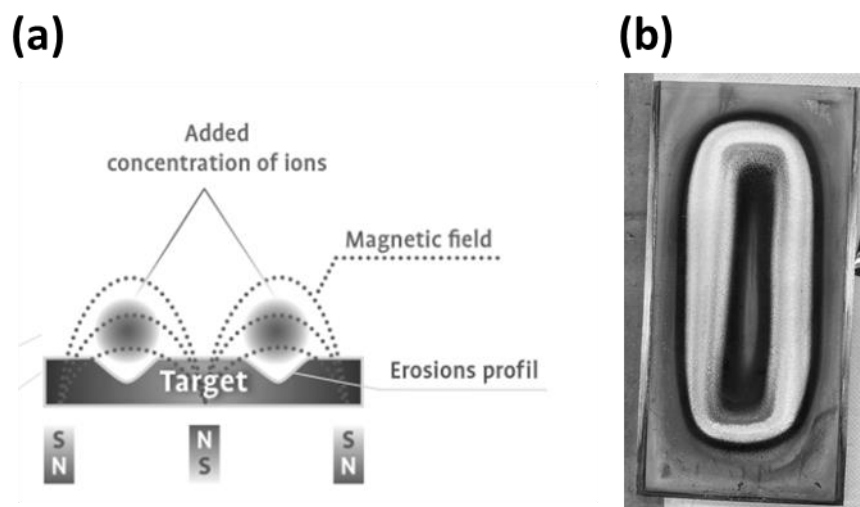 (a)
(b)
Added
concentration of ions
Magnetic field
Target
Erosions profil
S
N
N
S
S
N